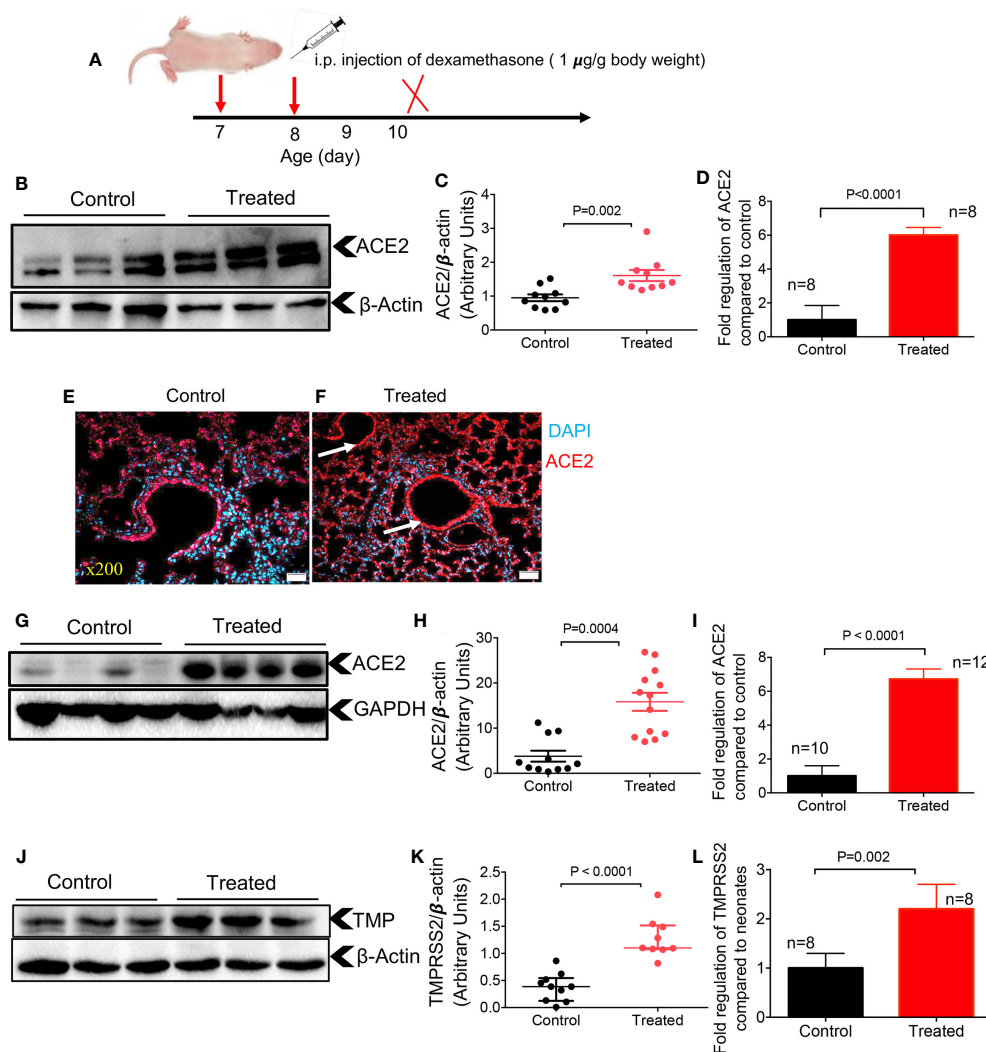 A
i.p. injection of dexamethasone ( 1 μg/g body weight)
7 8 9 10
Age (day)
B
Control Treated
ACE2
β-Actin
C
ACE2/β-actin
(Arbitrary Units)
4
3
2
1
0
P=0.002
Control Treated
D
Fold regulation of ACE2
compared to control
8
6
4
2
0
P<0.0001
n=8
n=8
Control Treated
E Control
F Treated
x200
DAPI
ACE2
G
Control Treated
ACE2
GAPDH
H
ACE2/β-actin
(Arbitrary Units)
30
20
10
0
P=0.0004
Control Treated
I
Fold regulation of ACE2
compared to control
8
6
4
2
0
P < 0.0001
n=10
n=12
Control Treated
J
Control Treated
TMP
β-Actin
K
TMPRSS2/β-actin
(Arbitrary Units)
2.5
2.0
1.5
1.0
0.5
0.0
P < 0.0001
Control Treated
L
Fold regulation of TMPRSS2
compared to neonates
3
2
1
0
P=0.002
n=8
n=8
Control Treated